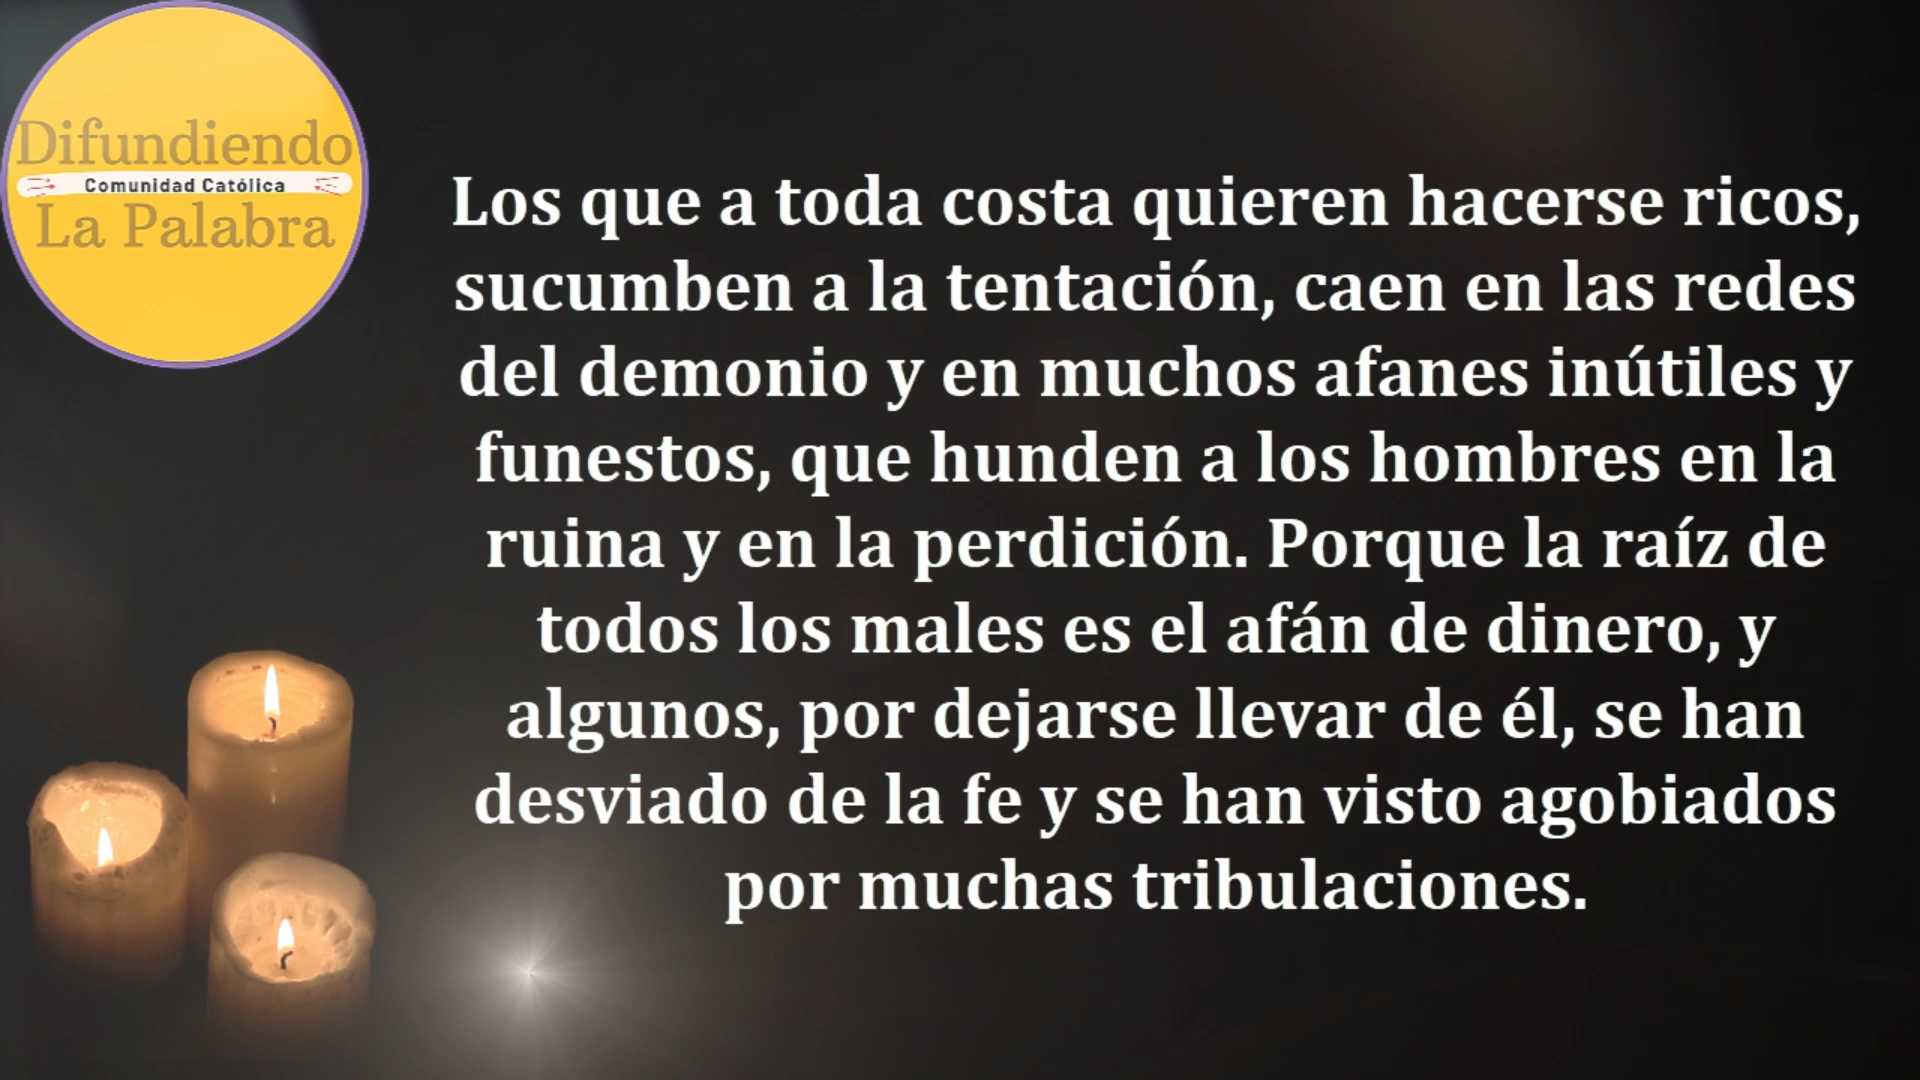 Difundiendo
Comunidad Católica
La Palabra
Los que a toda costa quieren hacerse ricos,
sucumben a la tentación, caen en las redes
del demonio y en muchos afanes inútiles y
funestos, que hunden a los hombres en la
ruina y en la perdición. Porque la raíz de
todos los males es el afán de dinero, y
algunos, por dejarse llevar de él, se han
desviado de la fe y se han visto agobiados
por muchas tribulaciones.